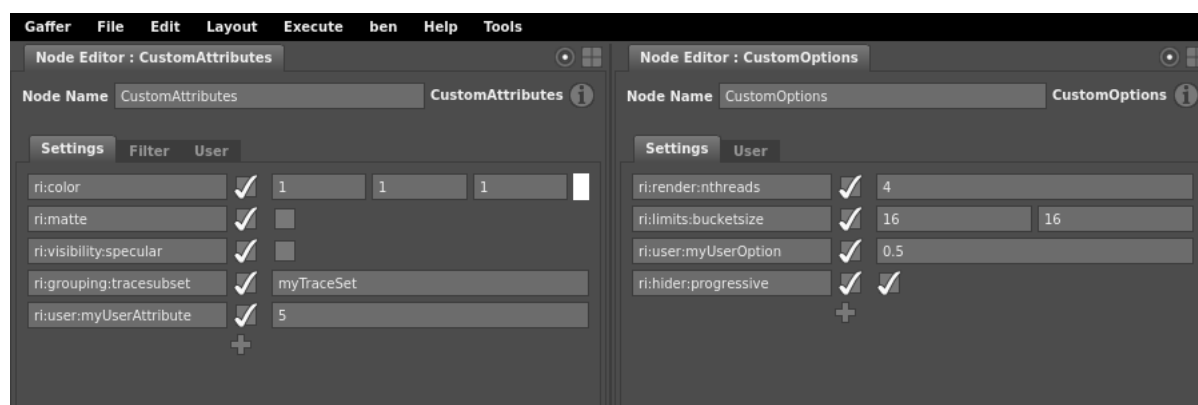 Gaffer File Edit Layout Execute ben Help Tools
Node Editor : CustomAttributes
Node Name CustomAttributes CustomAttributes
Settings Filter User
ri:color 1 1 1
ri:matte
ri:visibility:specular
ri:grouping:tracesubset myTraceSet
ri:user:myUserAttribute 5
Node Editor : CustomOptions
Node Name CustomOptions CustomOptions
Settings User
ri:render:nthreads 4
ri:limits:bucketsize 16 16
ri:user:myUserOption 0.5
ri:hider:progressive